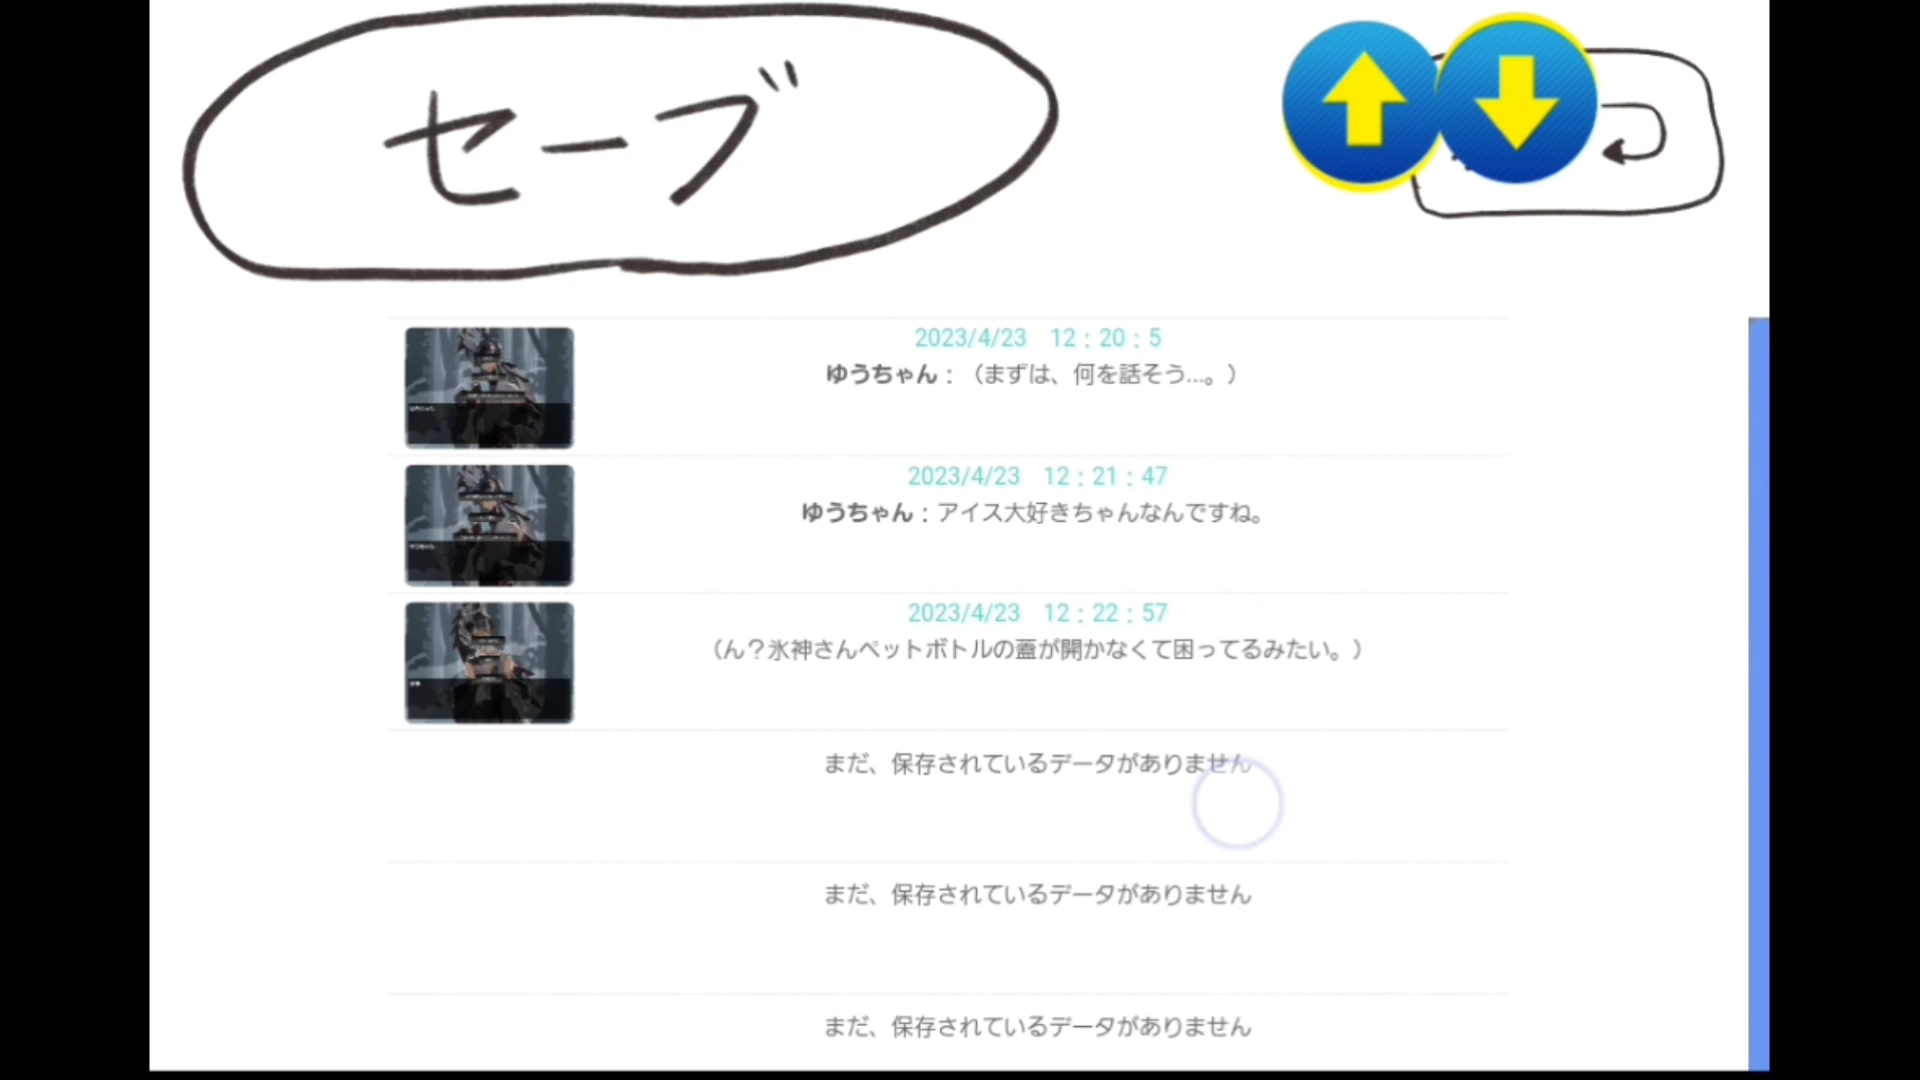 セーブ
2023/4/23 12：20：5
ゆうちゃん：（まずは、何を話そう...。）
2023/4/23 12：21：47
ゆうちゃん：アイス大好きちゃんなんですね。
2023/4/23 12：22：57
（ん？氷神さんペットボトルの蓋が開かなくて困ってるみたい。）
まだ、保存されているデータがありません
まだ、保存されているデータがありません
まだ、保存されているデータがありません